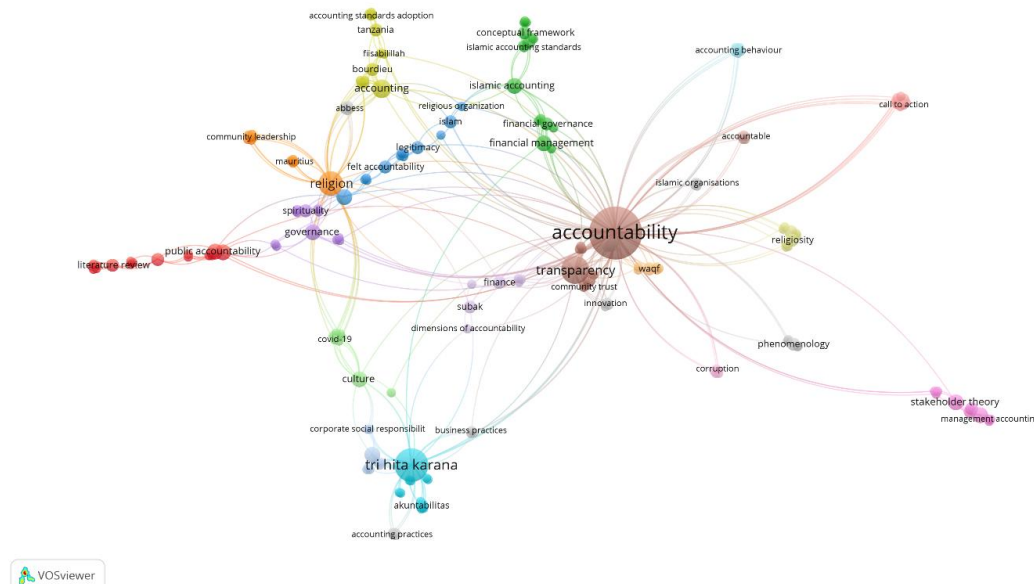 accounting standards adoption
tanzania
fiisabilillah
bourdieu
accounting
abbess
conceptual framework
islamic accounting standards
islamic accounting
accounting behaviour
call to action
religious organization
islam
financial governance
financial management
accountable
community leadership
legitimacy
mauritius
felt accountability
religion
islamic organisations
spirituality
governance
accountability
religiosity
public accountability
literature review
transparency
waqf
finance
community trust
innovation
subak
dimensions of accountability
covid-19
phenomenology
corruption
culture
stakeholder theory
management accountin
corporate social responsibilit
business practices
tri hita karana
akuntabilitas
accounting practices
VOSviewer